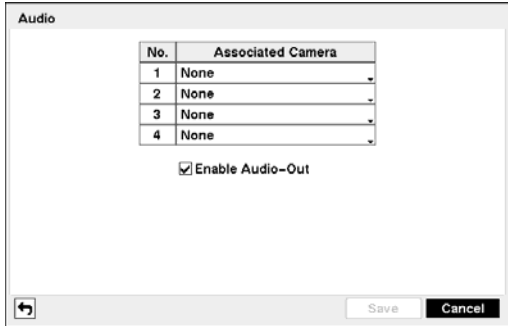 Audio
No. Associated Camera
1 None
2 None
3 None
4 None
Enable Audio-Out
Save Cancel